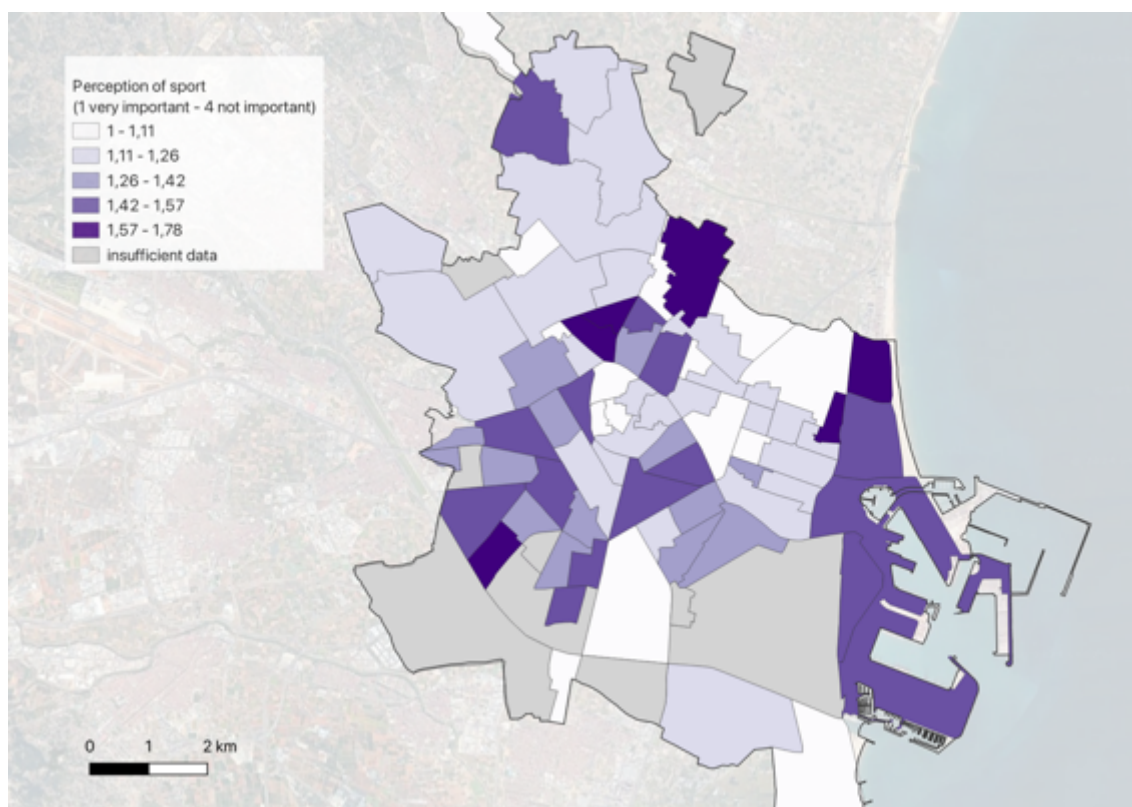 Perception of sport
(1 very important - 4 not important)
1 - 1,11
1,11 - 1,26
1,26 - 1,42
1,42 - 1,57
1,57 - 1,78
insufficient data
0 1 2 km